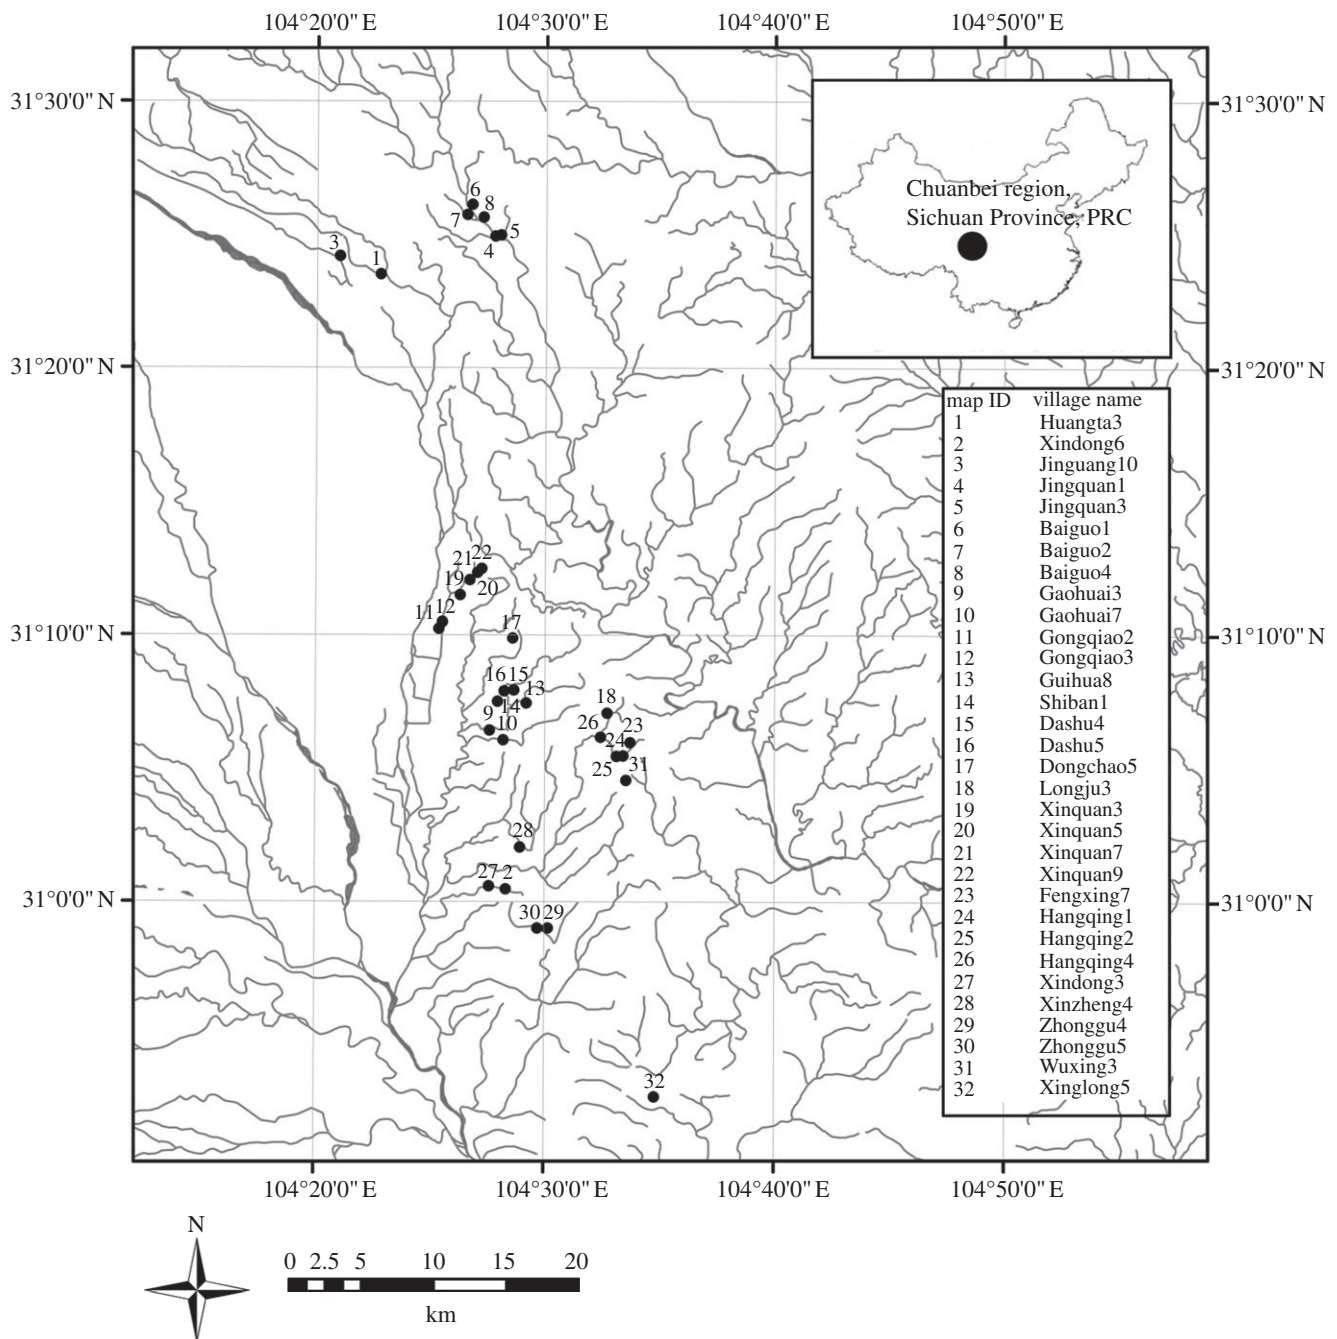 104°20'0" E 104°30'0" E 104°40'0" E 104°50'0" E
31°30'0" N 31°30'0" N
Chuanbei region,
Sichuan Province, PRC
6
8
7
5
4
3
1
31°20'0" N 31°20'0" N
map ID village name
1 Huangta3
2 Xindong6
3 Jinguang10
4 Jingquan1
5 Jingquan3
6 Baiguo1
7 Baiguo2
8 Baiguo4
9 Gaohuai3
10 Gaohuai7
11 Gongqiao2
12 Gongqiao3
13 Guihua8
14 Shiban1
15 Dashu4
16 Dashu5
17 Dongchao5
18 Longju3
19 Xinquan3
20 Xinquan5
21 Xinquan7
22 Xinquan9
23 Fengxing7
24 Hangqing1
25 Hangqing2
26 Hangqing4
27 Xindong3
28 Xinzheng4
29 Zhonggu4
30 Zhonggu5
31 Wuxing3
32 Xinglong5
22
21
19
20
12
11
17
31°10'0" N 31°10'0" N
16 15
13
14
9
10
18
26 23
24
25 31
28
27 2
31°0'0" N 31°0'0" N
30 29
32
104°20'0" E 104°30'0" E 104°40'0" E 104°50'0" E
N
0 2.5 5 10 15 20
km